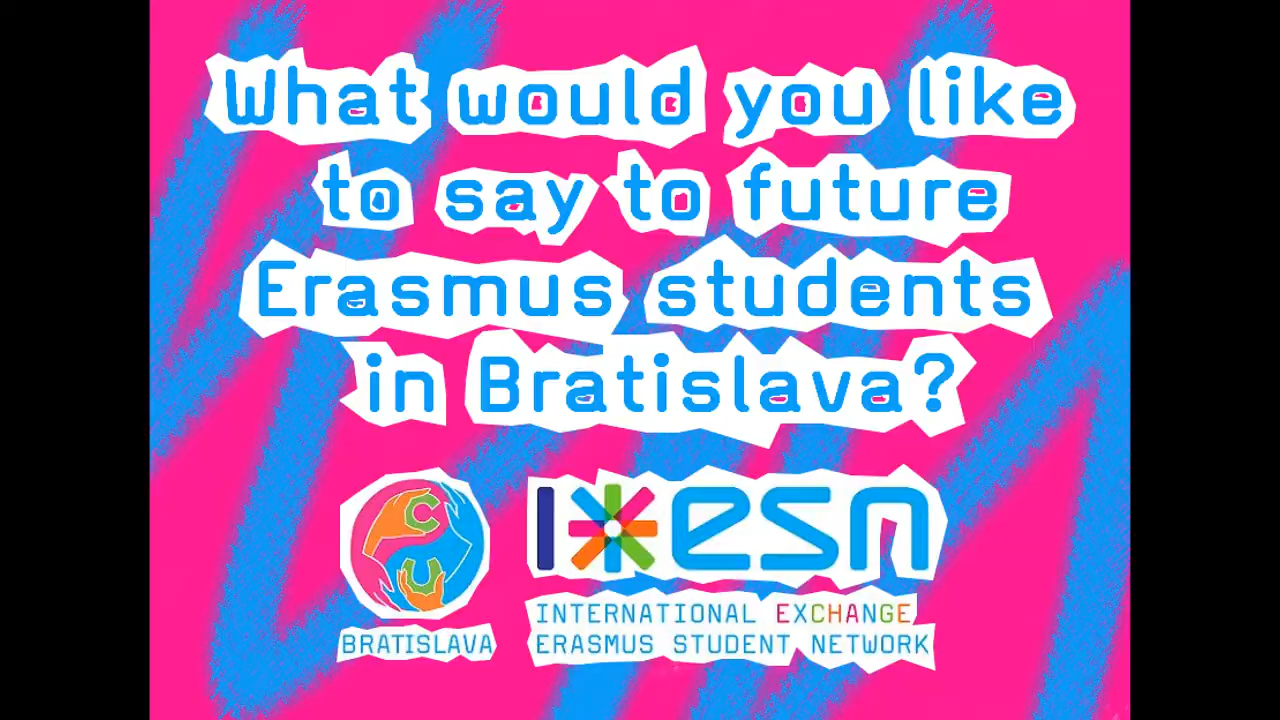 What would you like
to say to future
Erasmus students
in Bratislava?
C
U
BRATISLAVA
esn
INTERNATIONAL EXCHANGE
ERASMUS STUDENT NETWORK